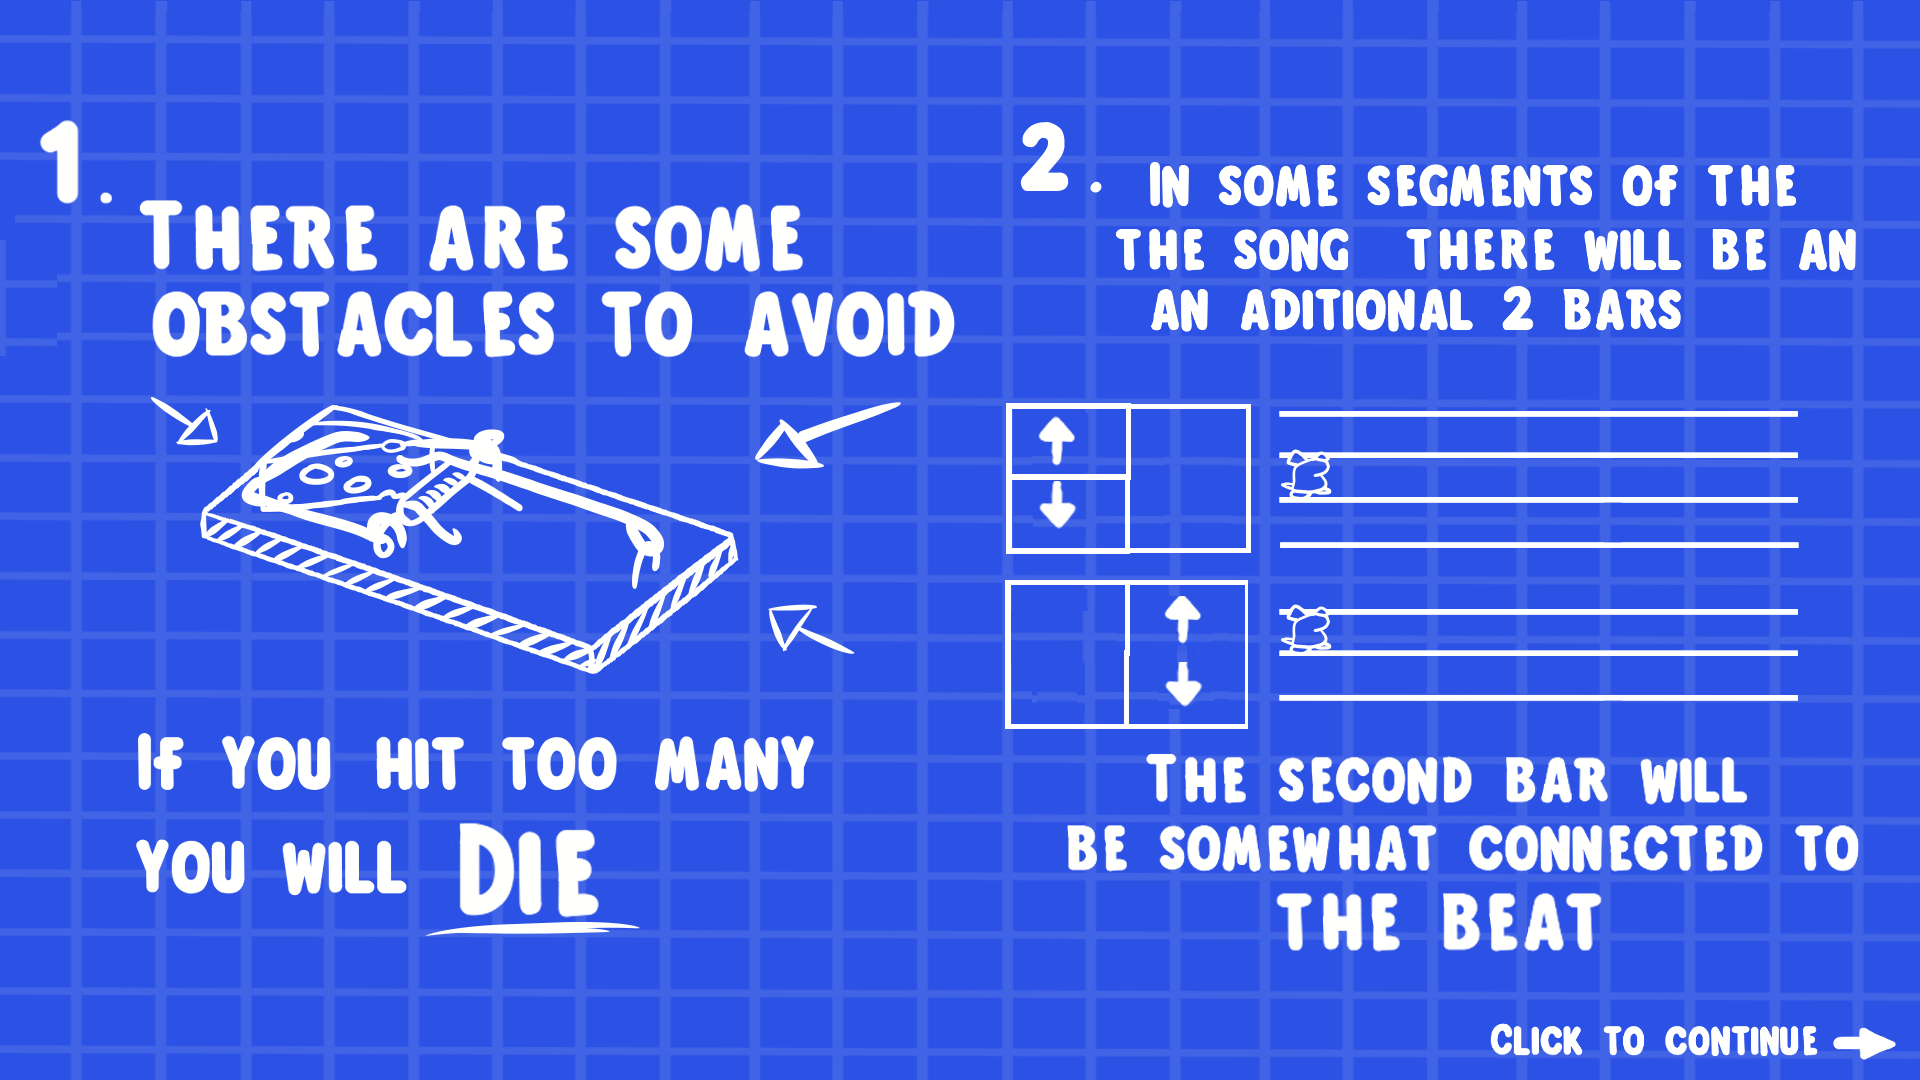 1.
THERE ARE SOME
OBSTACLES TO AVOID
IF YOU HIT TOO MANY
YOU WILL DIE
2.
IN SOME SEGMENTS OF THE
THE SONG THERE WILL BE AN
AN ADITIONAL 2 BARS
THE SECOND BAR WILL
BE SOMEWHAT CONNECTED TO
THE BEAT
CLICK TO CONTINUE